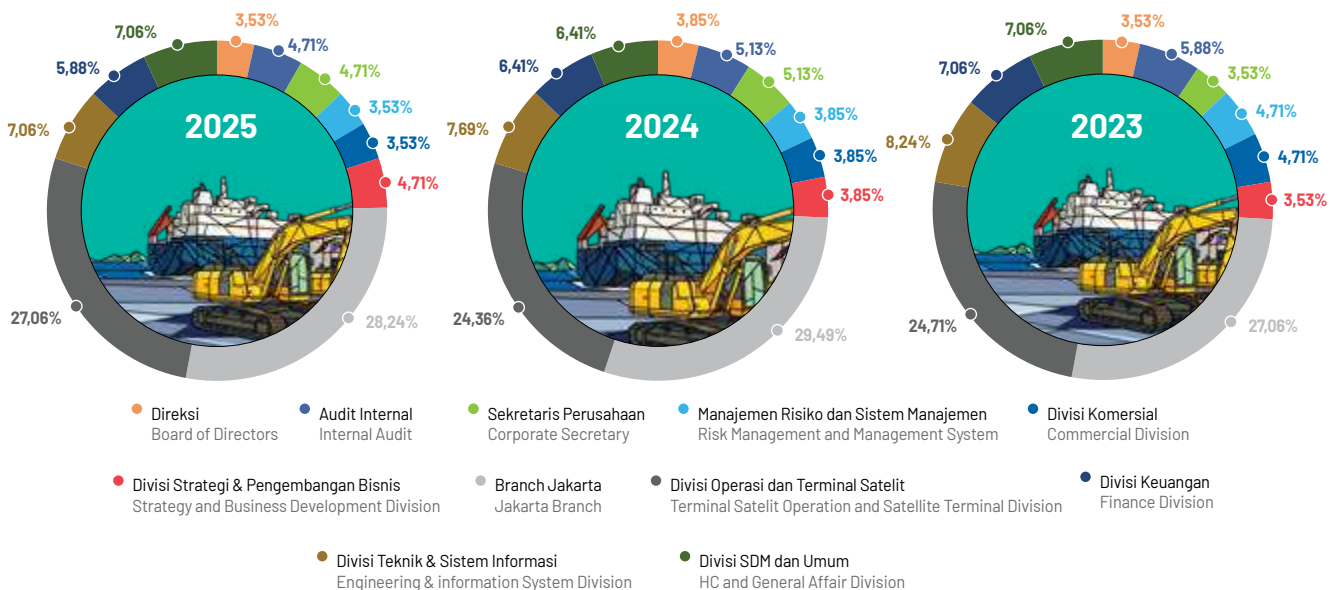 2025
3,53%
4,71%
4,71%
3,53%
3,53%
4,71%
28,24%
27,06%
7,06%
5,88%
7,06%
2024
3,85%
5,13%
5,13%
3,85%
3,85%
3,85%
29,49%
24,36%
7,69%
6,41%
6,41%
2023
3,53%
5,88%
3,53%
4,71%
4,71%
3,53%
27,06%
24,71%
8,24%
7,06%
7,06%
Direksi
Board of Directors
Audit Internal
Internal Audit
Sekretaris Perusahaan
Corporate Secretary
Manajemen Risiko dan Sistem Manajemen
Risk Management and Management System
Divisi Komersial
Commercial Division
Divisi Strategi & Pengembangan Bisnis
Strategy and Business Development Division
Branch Jakarta
Jakarta Branch
Divisi Operasi dan Terminal Satelit
Terminal Satelit Operation and Satellite Terminal Division
Divisi Keuangan
Finance Division
Divisi Teknik & Sistem Informasi
Engineering & information System Division
Divisi SDM dan Umum
HC and General Affair Division